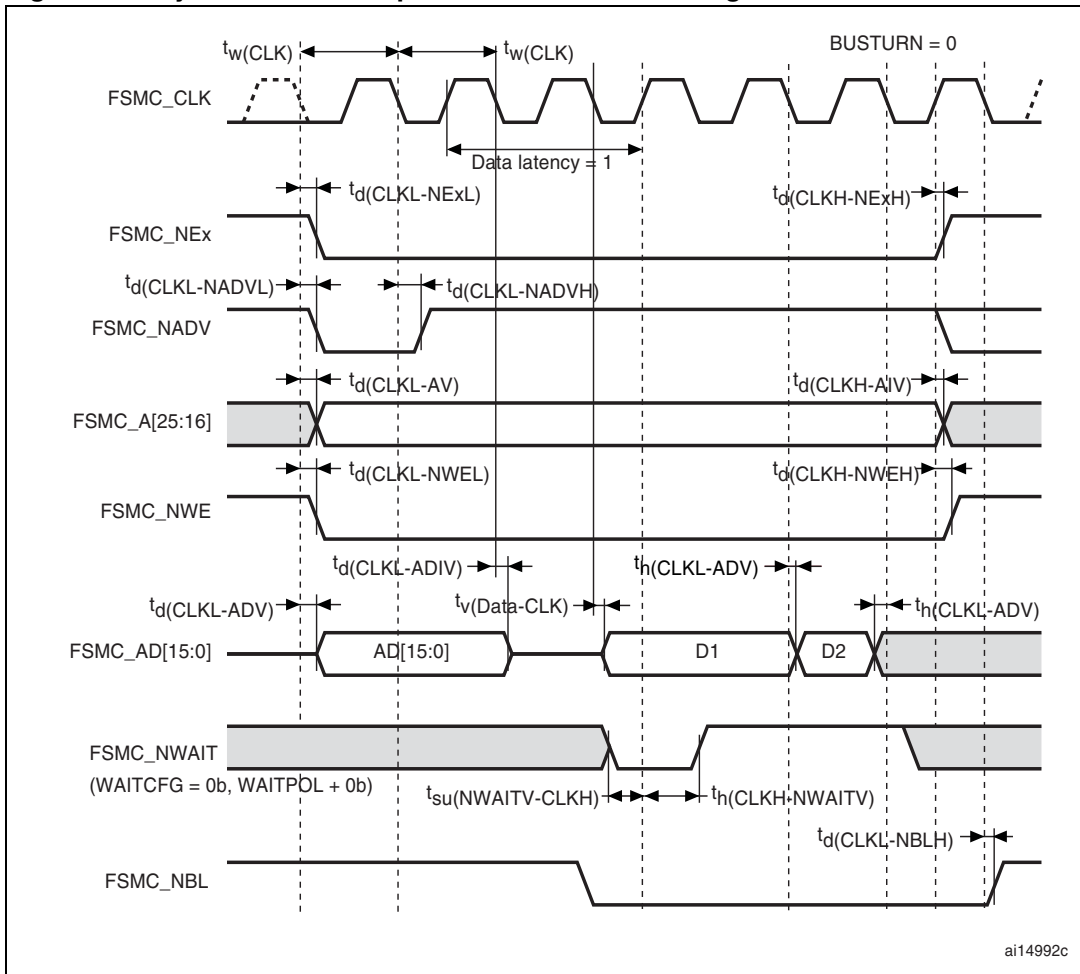 BUSTURN = 0
tw(CLK)
tw(CLK)
FSMC_CLK
Data latency = 1
td(CLKL-NExL)
td(CLKH-NExH)
FSMC_NEx
td(CLKL-NADVL)
td(CLKL-NADVH)
FSMC_NADV
td(CLKL-AV)
td(CLKH-AIV)
FSMC_A[25:16]
td(CLKL-NWEL)
td(CLKH-NWEH)
FSMC_NWE
td(CLKL-ADIV)
th(CLKL-ADV)
td(CLKL-ADV)
tv(Data-CLK)
th(CLKL-ADV)
FSMC_AD[15:0]
AD[15:0]
D1
D2
FSMC_NWAIT
(WAITCFG = 0b, WAITPOL + 0b)
tsu(NWAITV-CLKH)
th(CLKH-NWAITV)
td(CLKL-NBLH)
FSMC_NBL
ai14992c